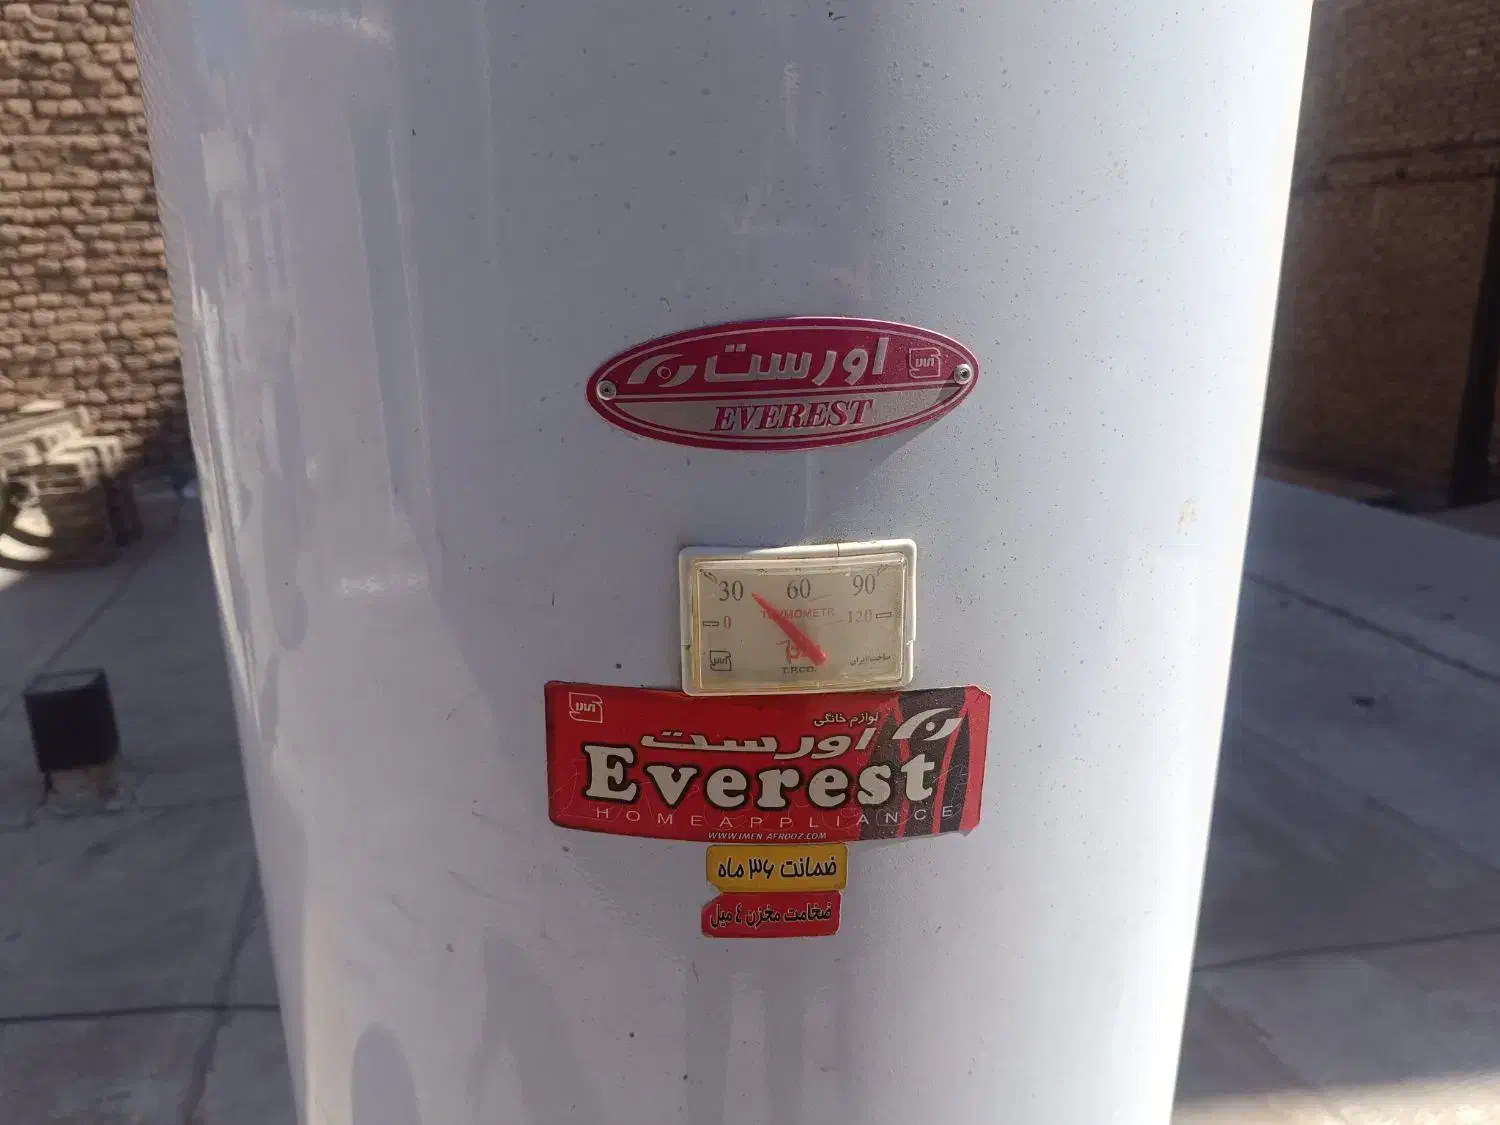 اورست
EVEREST
30 60 90
0 120
TERMOMETR
T.P.CO.
ساخت ایران
لوازم خانگی
اورست
Everest
HOME APPLIANCE
WWW.IMEN AFROOZ.COM
ضمانت ۳۶ ماه
ضخامت مخزن ٤ میل